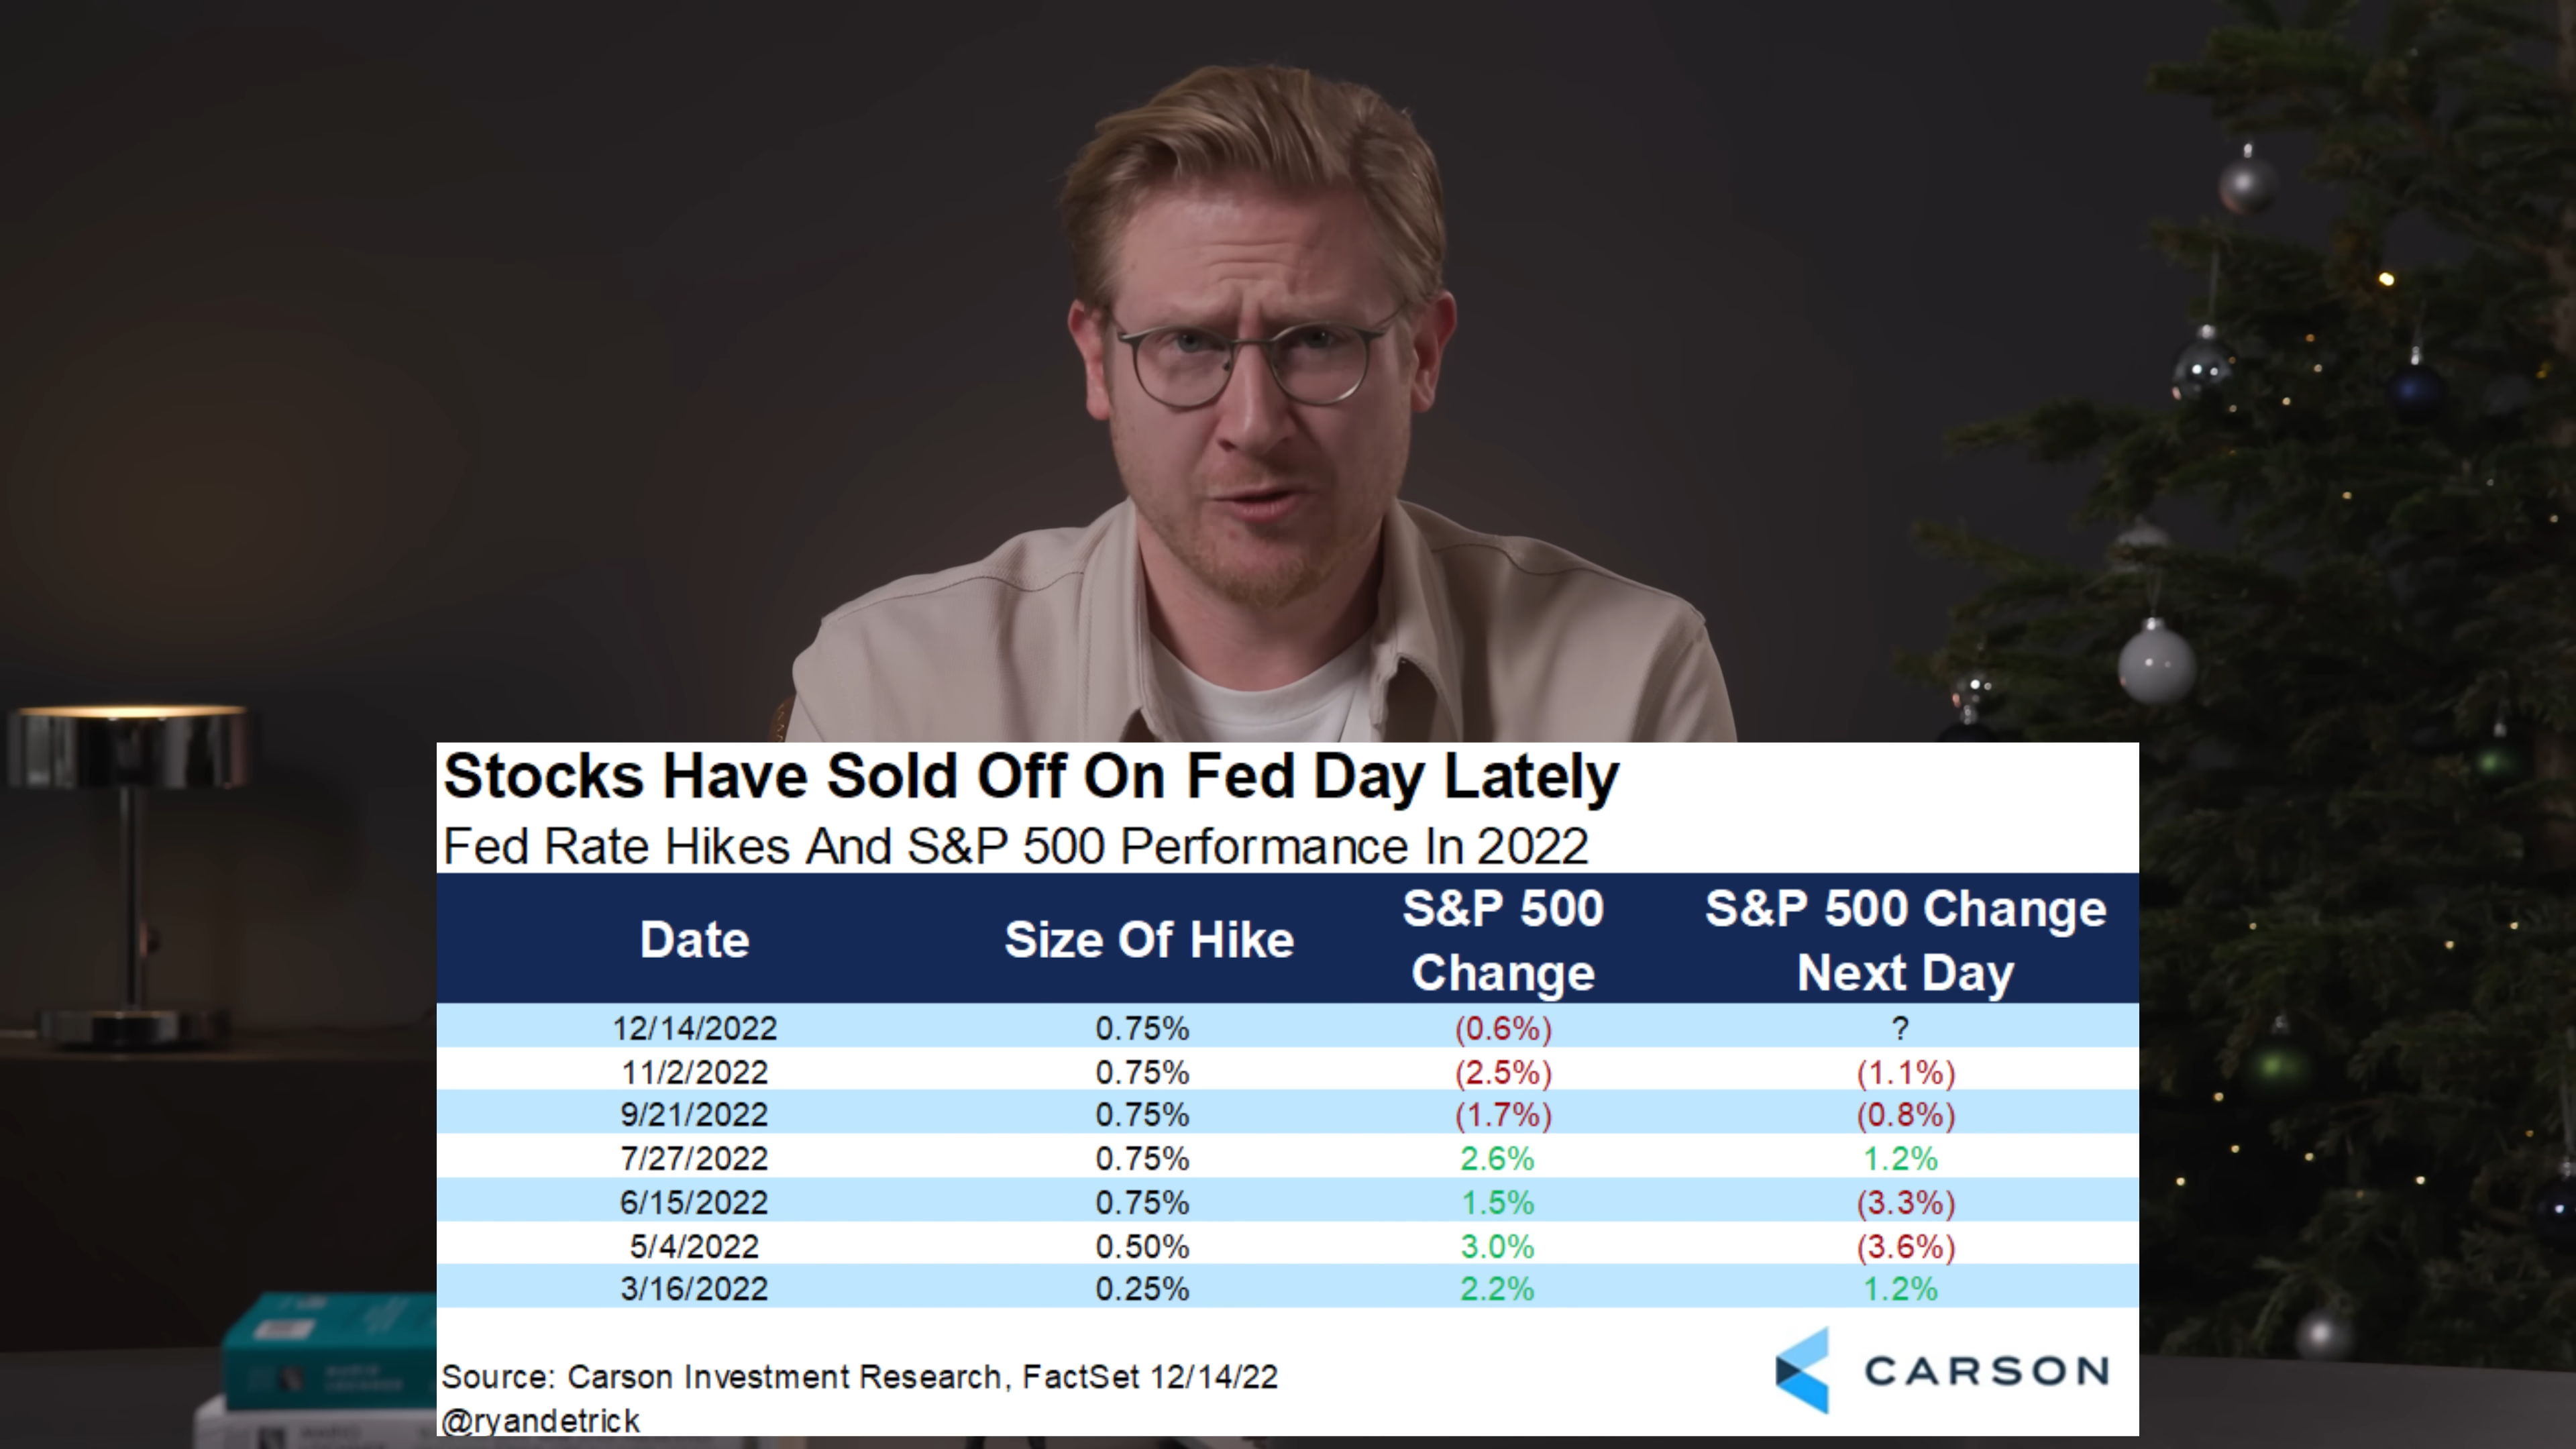 Stocks Have Sold Off On Fed Day Lately
Fed Rate Hikes And S&P 500 Performance In 2022
Date Size Of Hike S&P 500 Change S&P 500 Change Next Day
12/14/2022 0.75% (0.6%) ?
11/2/2022 0.75% (2.5%) (1.1%)
9/21/2022 0.75% (1.7%) (0.8%)
7/27/2022 0.75% 2.6% 1.2%
6/15/2022 0.75% 1.5% (3.3%)
5/4/2022 0.50% 3.0% (3.6%)
3/16/2022 0.25% 2.2% 1.2%
Source: Carson Investment Research, FactSet 12/14/22
@ryandetrick
CARSON